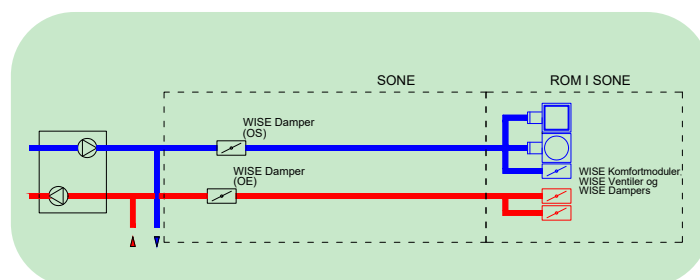 SONE
ROM I SONE
WISE Damper
(OS)
WISE Damper
(OE)
WISE Komfortmoduler,
WISE Ventiler og
WISE Dampers